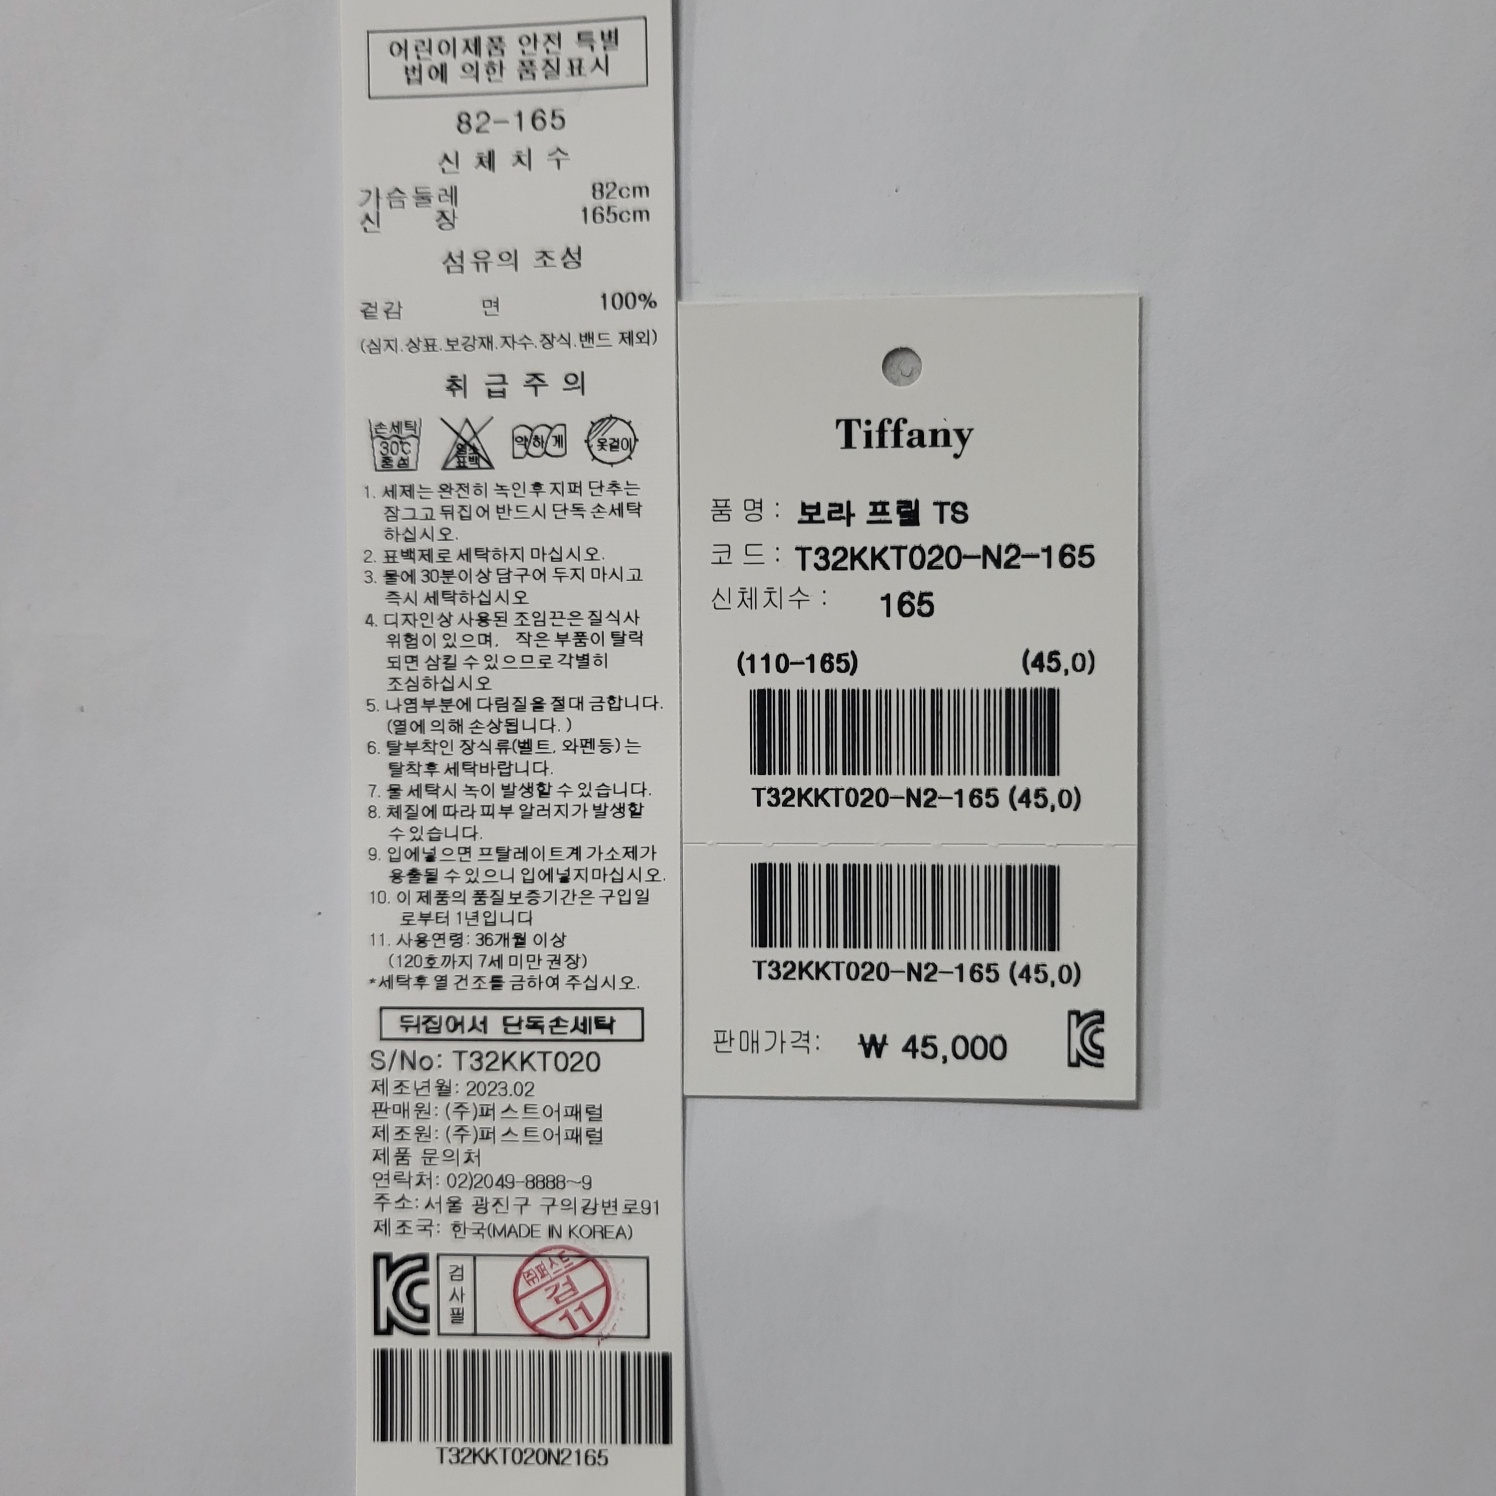 어린이제품 안전 특별
법에 의한 품질표시
82-165
신 체 치 수
가슴둘레 82cm
신 장 165cm
섬유의 조성
겉감 면 100%
(심지.상표.보강재.자수.장식.밴드 제외)
취 급 주 의
손세탁 30℃ 중성
염소 표백
약하게
옷걸이
1. 세제는 완전히 녹인후 지퍼 단추는
잠그고 뒤집어 반드시 단독 손세탁
하십시오.
2. 표백제로 세탁하지 마십시오.
3. 물에 30분이상 담구어 두지 마시고
즉시 세탁하십시오
4. 디자인상 사용된 조임끈은 질식사
위험이 있으며, 작은 부품이 탈락
되면 삼킬 수 있으므로 각별히
조심하십시오
5. 나염부분에 다림질을 절대 금합니다.
(열에 의해 손상됩니다. )
6. 탈부착인 장식류(벨트, 와펜등) 는
탈착후 세탁바랍니다.
7. 물 세탁시 녹이 발생할 수 있습니다.
8. 체질에 따라 피부 알러지가 발생할
수 있습니다.
9. 입에넣으면 프탈레이트계 가소제가
용출될 수 있으니 입에넣지마십시오.
10. 이 제품의 품질보증기간은 구입일
로부터 1년입니다
11. 사용연령: 36개월 이상
(120호까지 7세 미만 권장)
*세탁후 열 건조를 금하여 주십시오.
뒤집어서 단독손세탁
S/No: T32KKT020
제조년월: 2023.02
판매원: (주)퍼스트어패럴
제조원: (주)퍼스트어패럴
제품 문의처
연락처: 02)2049-8888~9
주소: 서울 광진구 구의강변로91
제조국: 한국(MADE IN KOREA)
KC
검사필
㈜퍼스트
검
11
T32KKT020N2165
Tiffany
품 명 : 보라 프릴 TS
코 드 : T32KKT020-N2-165
신체치수 : 165
(110-165) (45,0)
T32KKT020-N2-165 (45,0)
T32KKT020-N2-165 (45,0)
판매가격: ₩ 45,000
KC